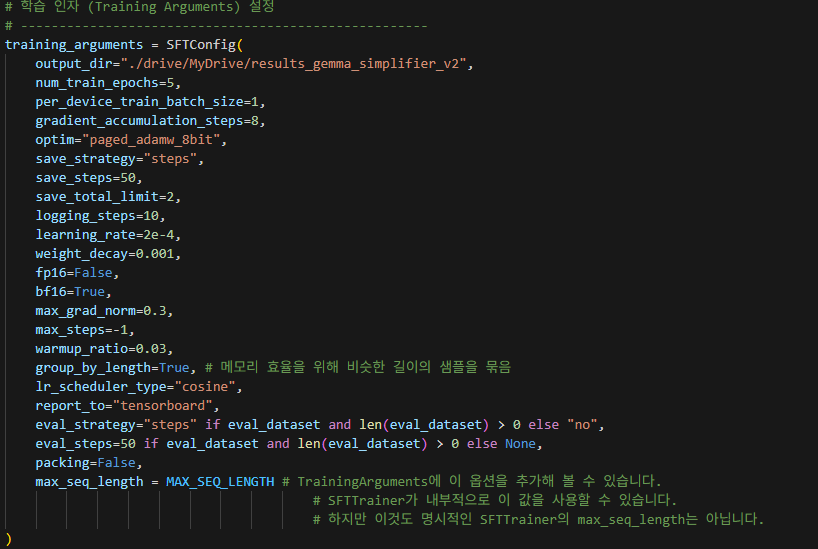 # 학습 인자 (Training Arguments) 설정
# ------------------------------------------------------
training_arguments = SFTConfig(
    output_dir="./drive/MyDrive/results_gemma_simplifier_v2",
    num_train_epochs=5,
    per_device_train_batch_size=1,
    gradient_accumulation_steps=8,
    optim="paged_adamw_8bit",
    save_strategy="steps",
    save_steps=50,
    save_total_limit=2,
    logging_steps=10,
    learning_rate=2e-4,
    weight_decay=0.001,
    fp16=False,
    bf16=True,
    max_grad_norm=0.3,
    max_steps=-1,
    warmup_ratio=0.03,
    group_by_length=True, # 메모리 효율을 위해 비슷한 길이의 샘플을 묶음
    lr_scheduler_type="cosine",
    report_to="tensorboard",
    eval_strategy="steps" if eval_dataset and len(eval_dataset) > 0 else "no",
    eval_steps=50 if eval_dataset and len(eval_dataset) > 0 else None,
    packing=False,
    max_seq_length = MAX_SEQ_LENGTH # TrainingArguments에 이 옵션을 추가해 볼 수 있습니다.
                                        # SFTTrainer가 내부적으로 이 값을 사용할 수 있습니다.
                                        # 하지만 이것도 명시적인 SFTTrainer의 max_seq_length는 아닙니다.
)